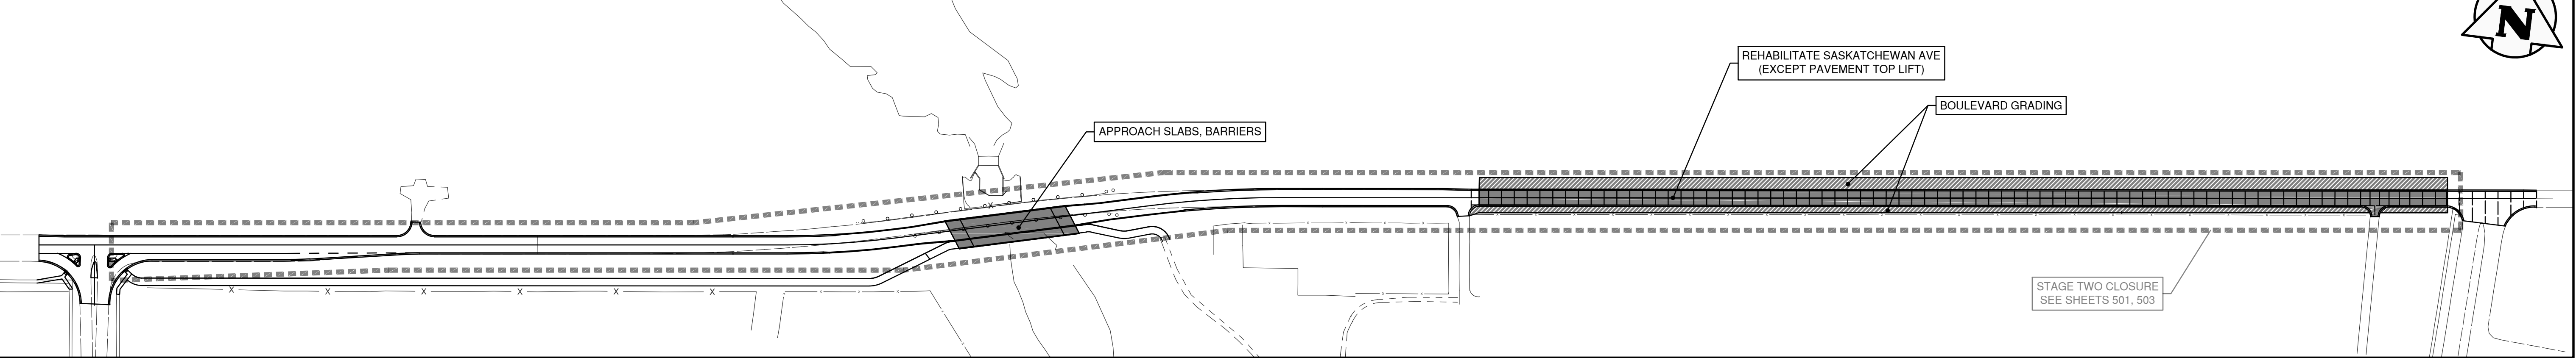 N
REHABILITATE SASKATCHEWAN AVE
(EXCEPT PAVEMENT TOP LIFT)
BOULEVARD GRADING
APPROACH SLABS, BARRIERS
STAGE TWO CLOSURE
SEE SHEETS 501, 503